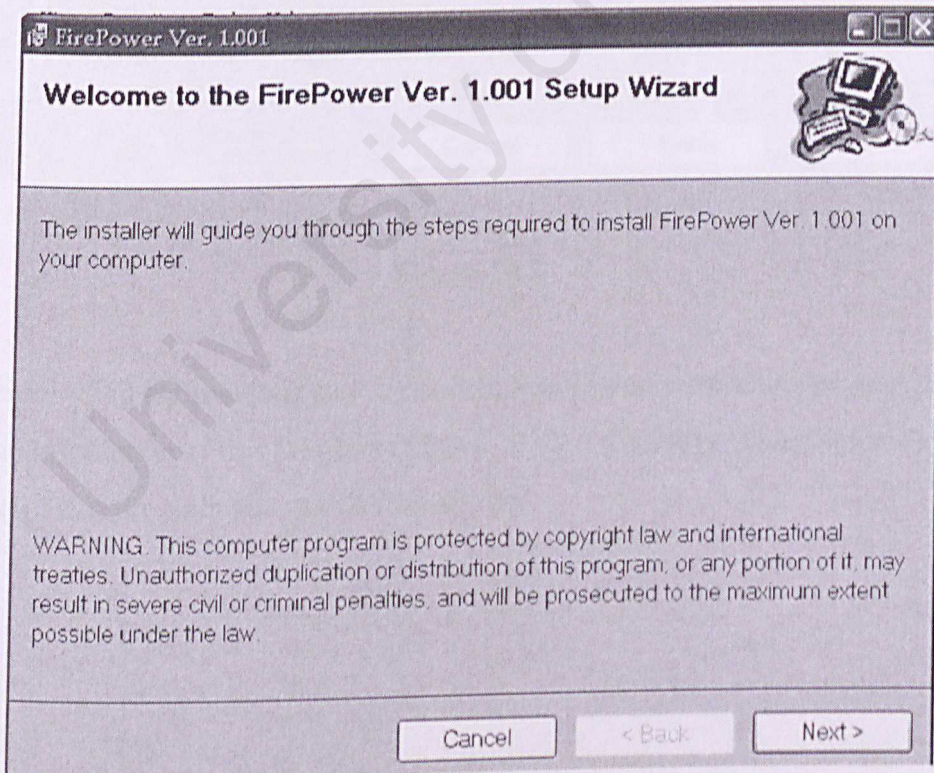 FirePower Ver. 1.001
Welcome to the FirePower Ver. 1.001 Setup Wizard
The installer will guide you through the steps required to install FirePower Ver. 1.001 on
your computer.
WARNING: This computer program is protected by copyright law and international
treaties. Unauthorized duplication or distribution of this program, or any portion of it, may
result in severe civil or criminal penalties, and will be prosecuted to the maximum extent
possible under the law.
Cancel
< Back
Next >
University